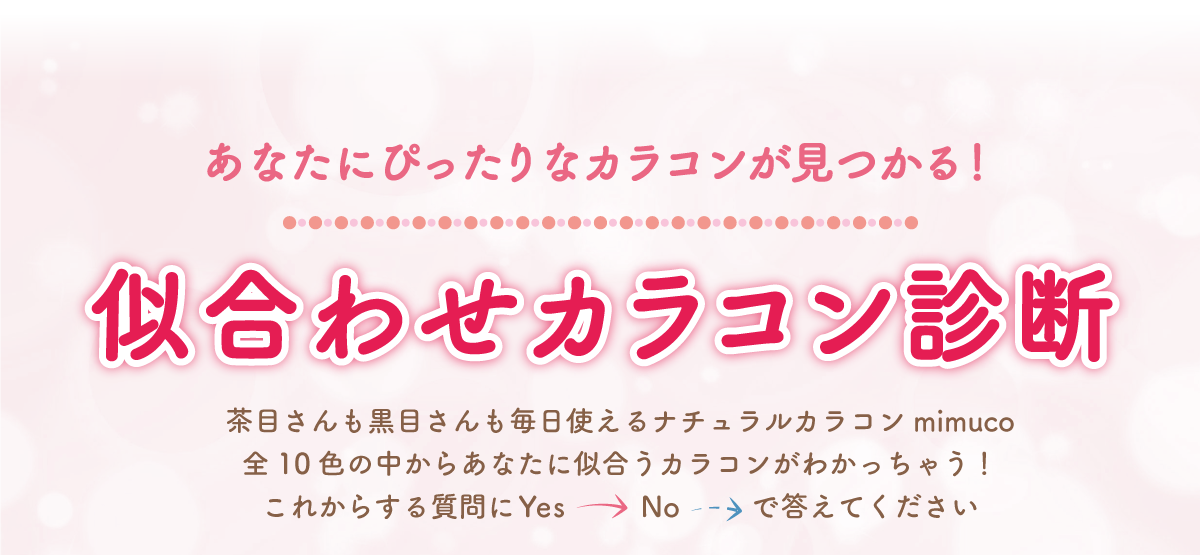 あなたにぴったりなカラコンが見つかる！
似合わせカラコン診断
茶目さんも黒目さんも毎日使えるナチュラルカラコン mimuco
全 10 色の中からあなたに似合うカラコンがわかっちゃう！
これからする質問に Yes → No → で答えてください